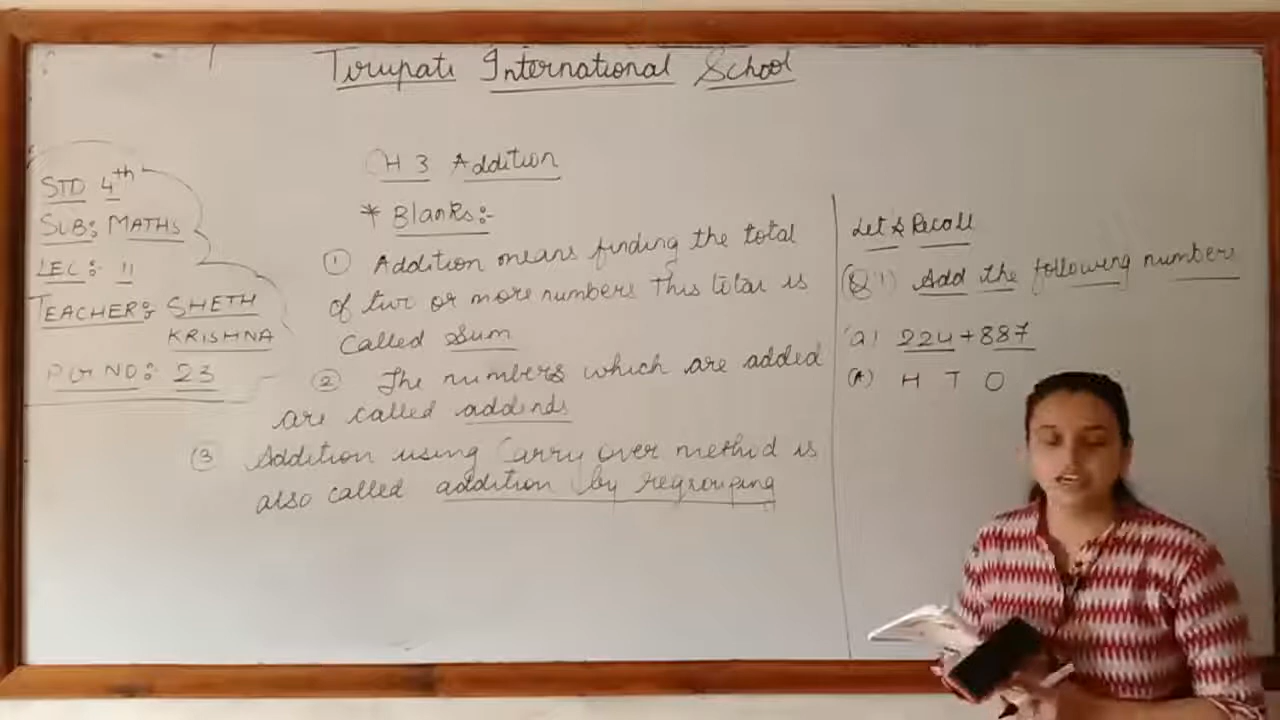 Tirupati International School
STD 4th
SUB: MATHS
LEC: 11
TEACHER: SHETH
KRISHNA
NO: 23
CH 3 Addition
* Blanks:-
① Addition means finding the total
of two or more numbers This total is
called Sum
② The numbers which are added
are called addends
③ Addition using Carry over method is
also called addition by regrouping
Let's Recall
(Q 1) Add the following numbers
(a) 224 + 887
(A) H T O